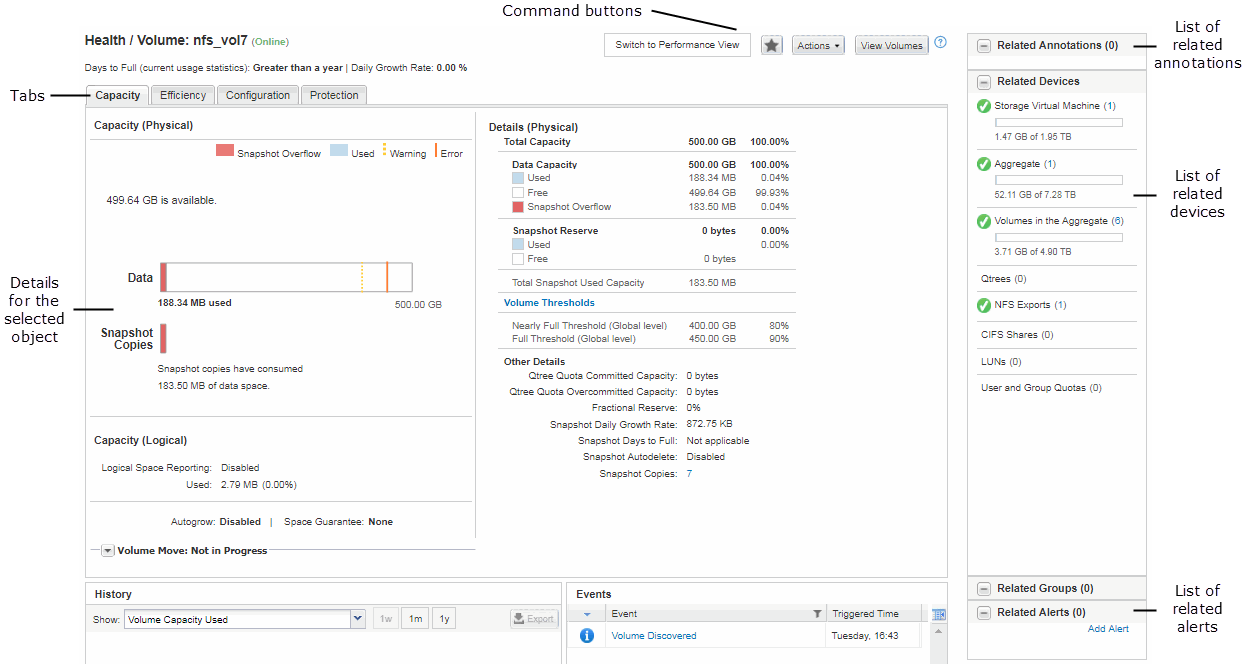 Command buttons
Health / Volume: nfs_vol7 (Online)
Switch to Performance View
Actions
View Volumes
?
Days to Full (current usage statistics): Greater than a year | Daily Growth Rate: 0.00 %
Tabs
Capacity
Efficiency
Configuration
Protection
Capacity (Physical)
Snapshot Overflow
Used
Warning
Error
499.64 GB is available.
Data
188.34 MB used
500.00 GB
Details
for the
selected
object
Snapshot
Copies
Snapshot copies have consumed
183.50 MB of data space.
Capacity (Logical)
Logical Space Reporting: Disabled
Used: 2.79 MB (0.00%)
Autogrow: Disabled | Space Guarantee: None
Volume Move: Not in Progress
Details (Physical)
Total Capacity 500.00 GB 100.00%
Data Capacity 500.00 GB 100.00%
Used 188.34 MB 0.04%
Free 499.64 GB 99.93%
Snapshot Overflow 183.50 MB 0.04%
Snapshot Reserve 0 bytes 0.00%
Used 0.00%
Free 0 bytes
Total Snapshot Used Capacity 183.50 MB
Volume Thresholds
Nearly Full Threshold (Global level) 400.00 GB 80%
Full Threshold (Global level) 450.00 GB 90%
Other Details
Qtree Quota Committed Capacity: 0 bytes
Qtree Quota Overcommitted Capacity: 0 bytes
Fractional Reserve: 0%
Snapshot Daily Growth Rate: 872.75 KB
Snapshot Days to Full: Not applicable
Snapshot Autodelete: Disabled
Snapshot Copies: 7
History
Show: Volume Capacity Used
1w
1m
1y
Export
Events
Event
Triggered Time
Volume Discovered
Tuesday, 16:43
Related Annotations (0)
List of
related
annotations
Related Devices
Storage Virtual Machine (1)
1.47 GB of 1.95 TB
Aggregate (1)
52.11 GB of 7.28 TB
List of
related
devices
Volumes in the Aggregate (6)
3.71 GB of 4.90 TB
Qtrees (0)
NFS Exports (1)
CIFS Shares (0)
LUNs (0)
User and Group Quotas (0)
Related Groups (0)
Related Alerts (0)
Add Alert
List of
related
alerts